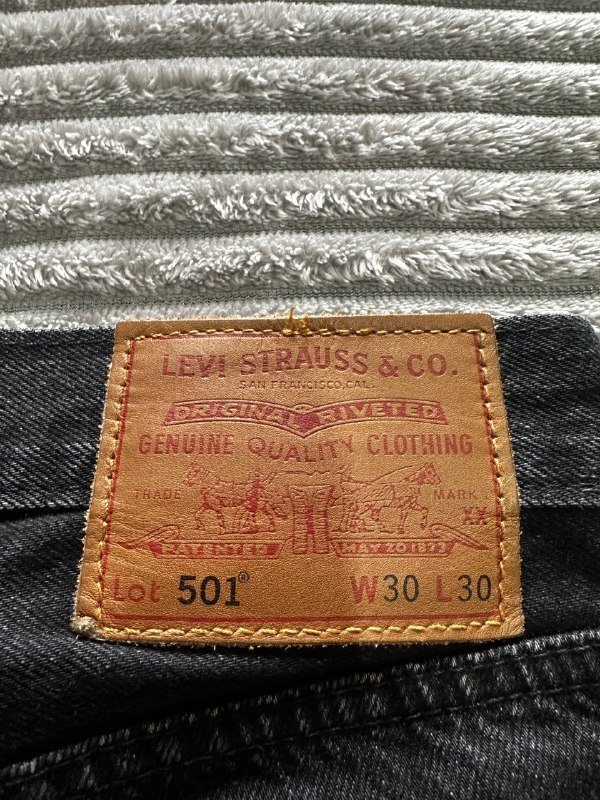 LEVI STRAUSS & CO.
SAN FRANCISCO, CAL.
ORIGINAL RIVETED
GENUINE QUALITY CLOTHING
TRADE MARK
XX
PATENTED MAY 20 1873
Lot 501® W30 L30